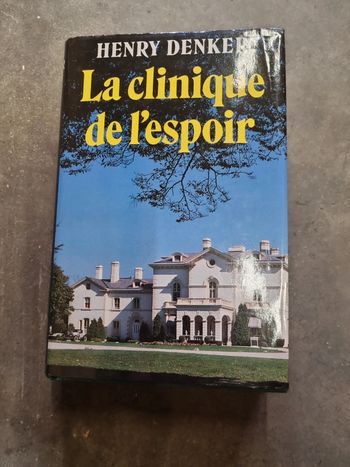 HENRY DENKER
La clinique
de l'espoir